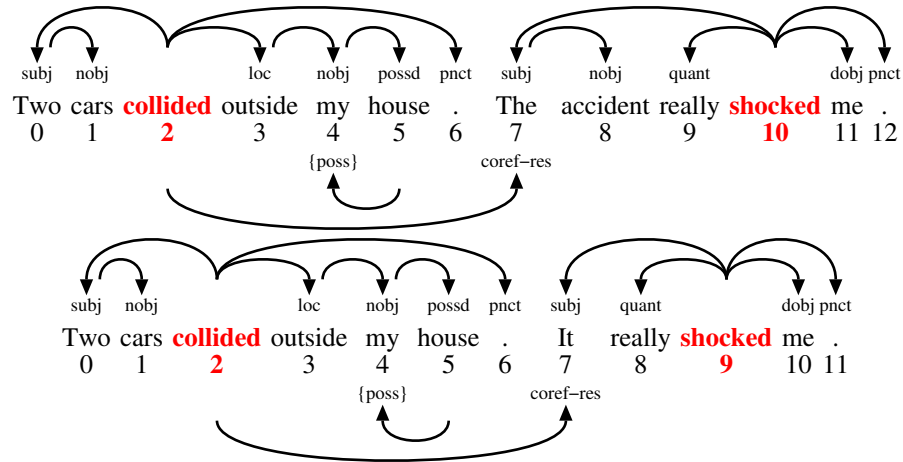 subj nobj loc nobj possd pnct subj nobj quant dobj pnct
Two cars collided outside my house . The accident really shocked me .
0 1 2 3 4 5 6 7 8 9 10 11 12
{poss} coref−res
subj nobj loc nobj possd pnct subj quant dobj pnct
Two cars collided outside my house . It really shocked me .
0 1 2 3 4 5 6 7 8 9 10 11
{poss} coref−res